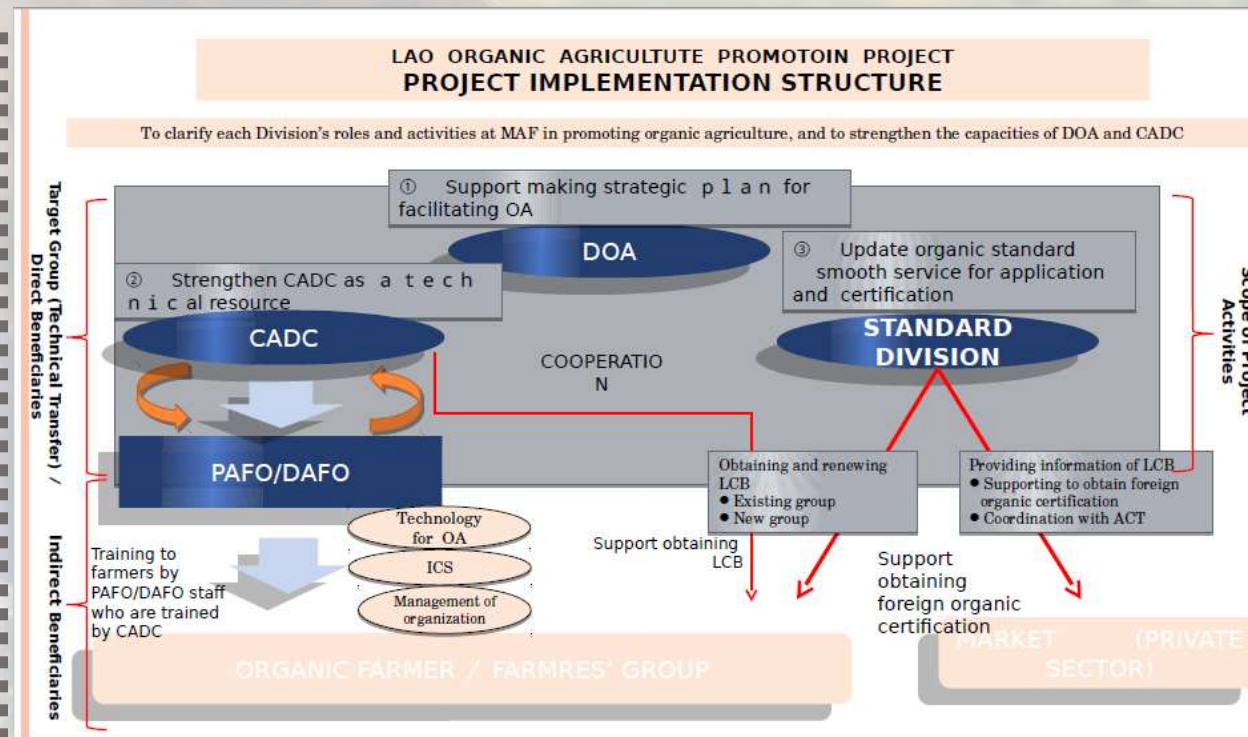 LAO ORGANIC AGRICULTUTE PROMOTOIN PROJECT
PROJECT IMPLEMENTATION STRUCTURE
To clarify each Division's roles and activities at MAF in promoting organic agriculture, and to strengthen the capacities of DOA and CADC
Target Group (Technical Transfer) /
Direct Beneficiaries
① Support making strategic p l a n for
facilitating OA
DOA
② Strengthen CADC as a t e c h
n i c al resource
CADC
③ Update organic standard
smooth service for application
and certification
STANDARD
DIVISION
COOPERATIO
N
Scope of Project
Activities
PAFO/DAFO
Obtaining and renewing
LCB
● Existing group
● New group
Providing information of LCB
● Supporting to obtain foreign
organic certification
● Coordination with ACT
Indirect Beneficiaries
Training to
farmers by
PAFO/DAFO staff
who are trained
by CADC
Technology
for OA
ICS
Management of
organization
Support obtaining
LCB
Support
obtaining
foreign organic
certification
ORGANIC FARMER / FARMRES' GROUP
MARKET (PRIVATE
SECTOR)